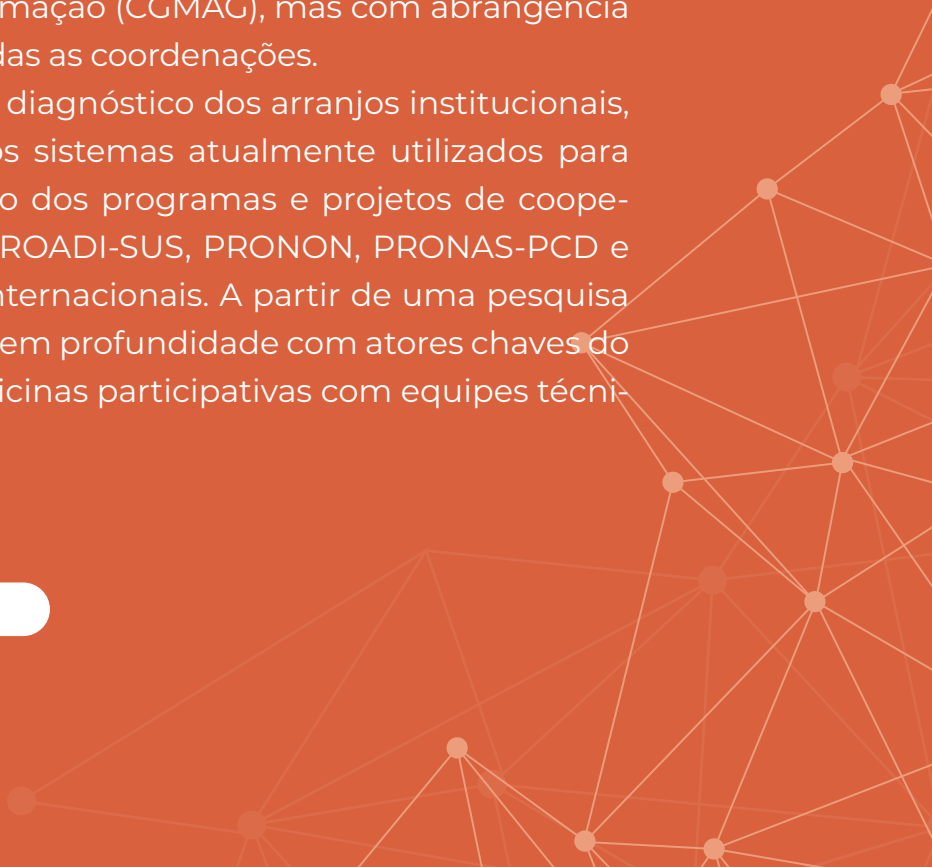 mação (CGMAG), mas com abrangência
das as coordenações.
diagnóstico dos arranjos institucionais,
os sistemas atualmente utilizados para
o dos programas e projetos de coope-
ROADI-SUS, PRONON, PRONAS-PCD e
nternacionais. A partir de uma pesquisa
em profundidade com atores chaves do
icinas participativas com equipes técni-